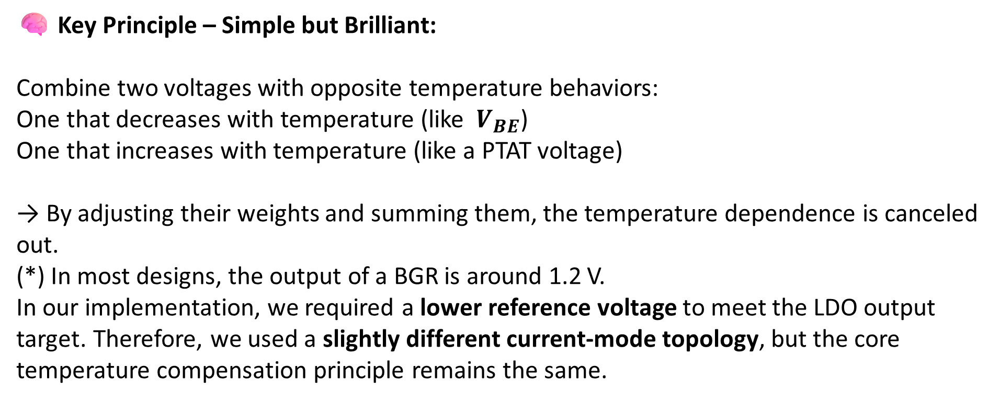 🧠 Key Principle – Simple but Brilliant:
Combine two voltages with opposite temperature behaviors:
One that decreases with temperature (like V_BE)
One that increases with temperature (like a PTAT voltage)
→ By adjusting their weights and summing them, the temperature dependence is canceled
out.
(*) In most designs, the output of a BGR is around 1.2 V.
In our implementation, we required a lower reference voltage to meet the LDO output
target. Therefore, we used a slightly different current-mode topology, but the core
temperature compensation principle remains the same.